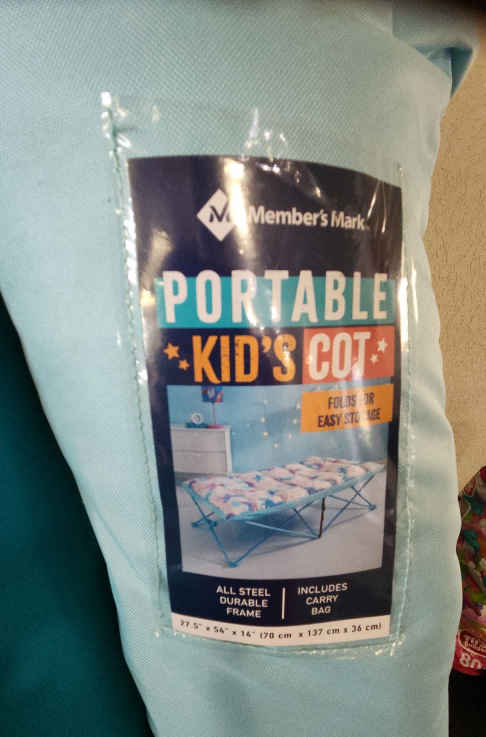 Member's Mark
PORTABLE
KID'S COT
FOLDS FOR
EASY STORAGE
ALL STEEL
DURABLE
FRAME
INCLUDES
CARRY
BAG
27.5" x 54" x 14" (70 cm x 137 cm x 36 cm)
80